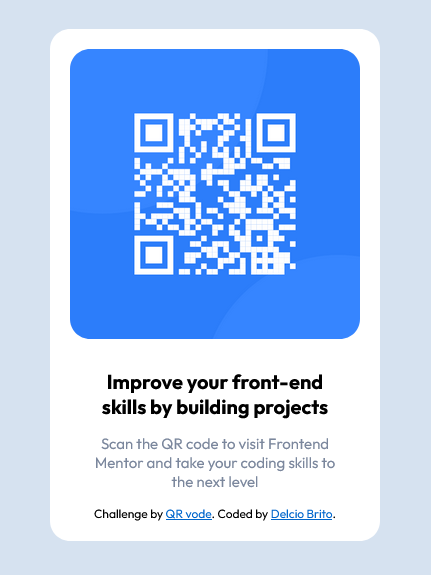 Improve your front-end
skills by building projects
Scan the QR code to visit Frontend
Mentor and take your coding skills to
the next level
Challenge by QR vode. Coded by Delcio Brito.